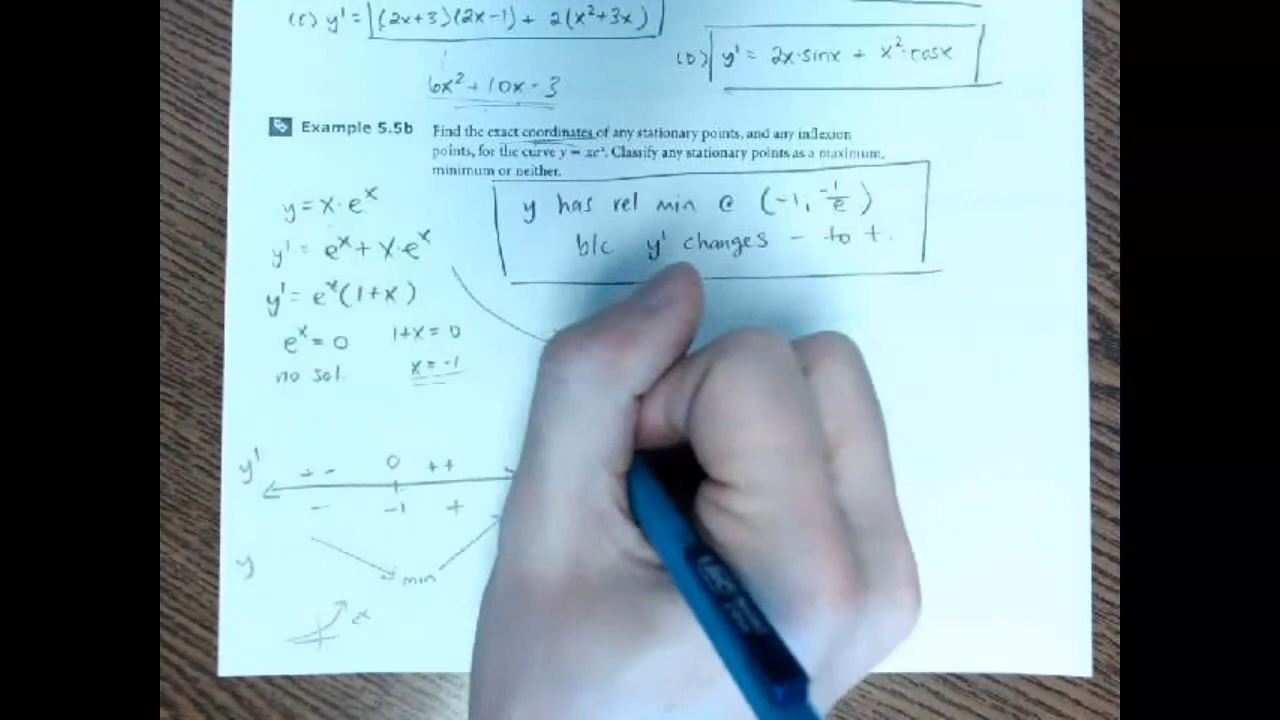 (c) y' = (2x+3)(2x-1) + 2(x²+3x)
6x² + 10x - 3
(D) y' = 2x·sinx + x²·cosx
Example 5.5b
Find the exact coordinates of any stationary points, and any inflexion
points, for the curve y = xeˣ. Classify any stationary points as a maximum,
minimum or neither.
y has rel min @ (-1, -1/e)
b/c y' changes - to +.
y = x·eˣ
y' = eˣ + x·eˣ
y' = eˣ(1+x)
eˣ = 0 1+x = 0
no sol. x = -1
y' + - 0 ++
- -1 +
y
min
eˣ